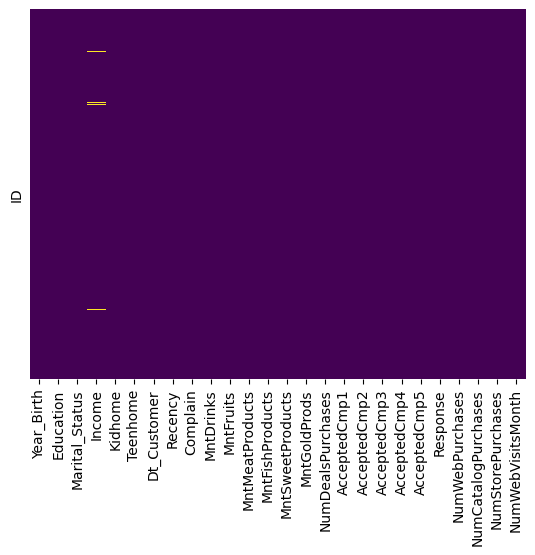 ID
Year_Birth
Education
Marital_Status
Income
Kidhome
Teenhome
Dt_Customer
Recency
Complain
MntDrinks
MntFruits
MntMeatProducts
MntFishProducts
MntSweetProducts
MntGoldProds
NumDealsPurchases
AcceptedCmp1
AcceptedCmp2
AcceptedCmp3
AcceptedCmp4
AcceptedCmp5
Response
NumWebPurchases
NumCatalogPurchases
NumStorePurchases
NumWebVisitsMonth